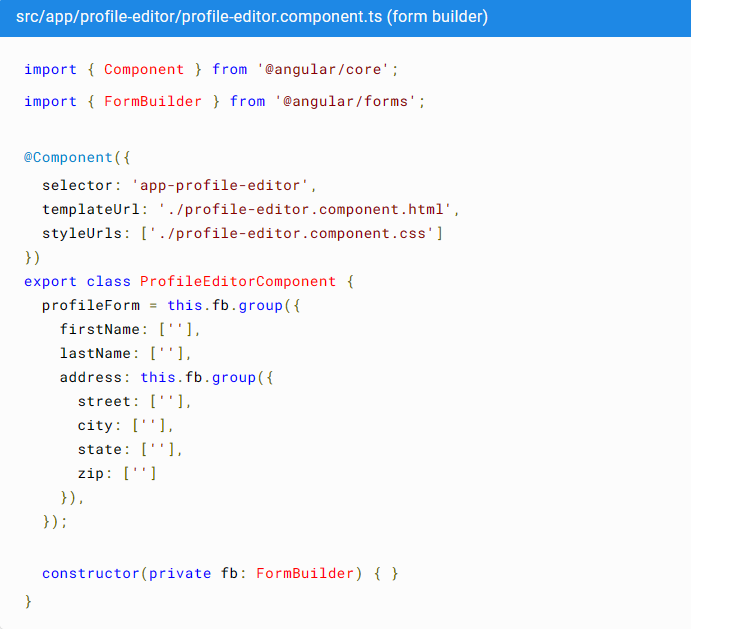 src/app/profile-editor/profile-editor.component.ts (form builder)
import { Component } from '@angular/core';
import { FormBuilder } from '@angular/forms';

@Component({
  selector: 'app-profile-editor',
  templateUrl: './profile-editor.component.html',
  styleUrls: ['./profile-editor.component.css']
})
export class ProfileEditorComponent {
  profileForm = this.fb.group({
    firstName: [''],
    lastName: [''],
    address: this.fb.group({
      street: [''],
      city: [''],
      state: [''],
      zip: ['']
    }),
  });

  constructor(private fb: FormBuilder) { }
}